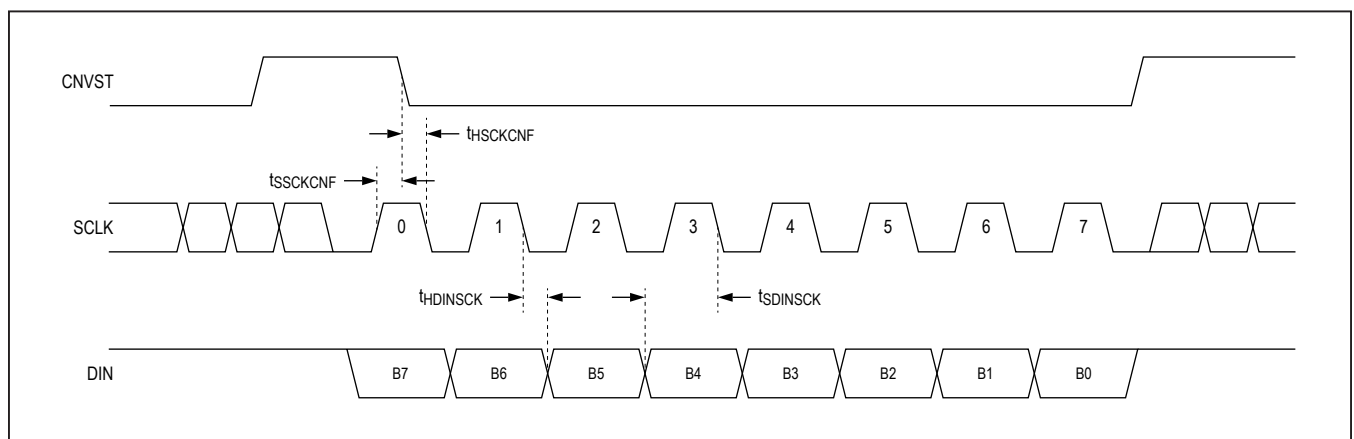 CNVST
tHSCKCNF
tSSCKCNF
SCLK 0 1 2 3 4 5 6 7
tHDINSCK tSDINSCK
DIN B7 B6 B5 B4 B3 B2 B1 B0